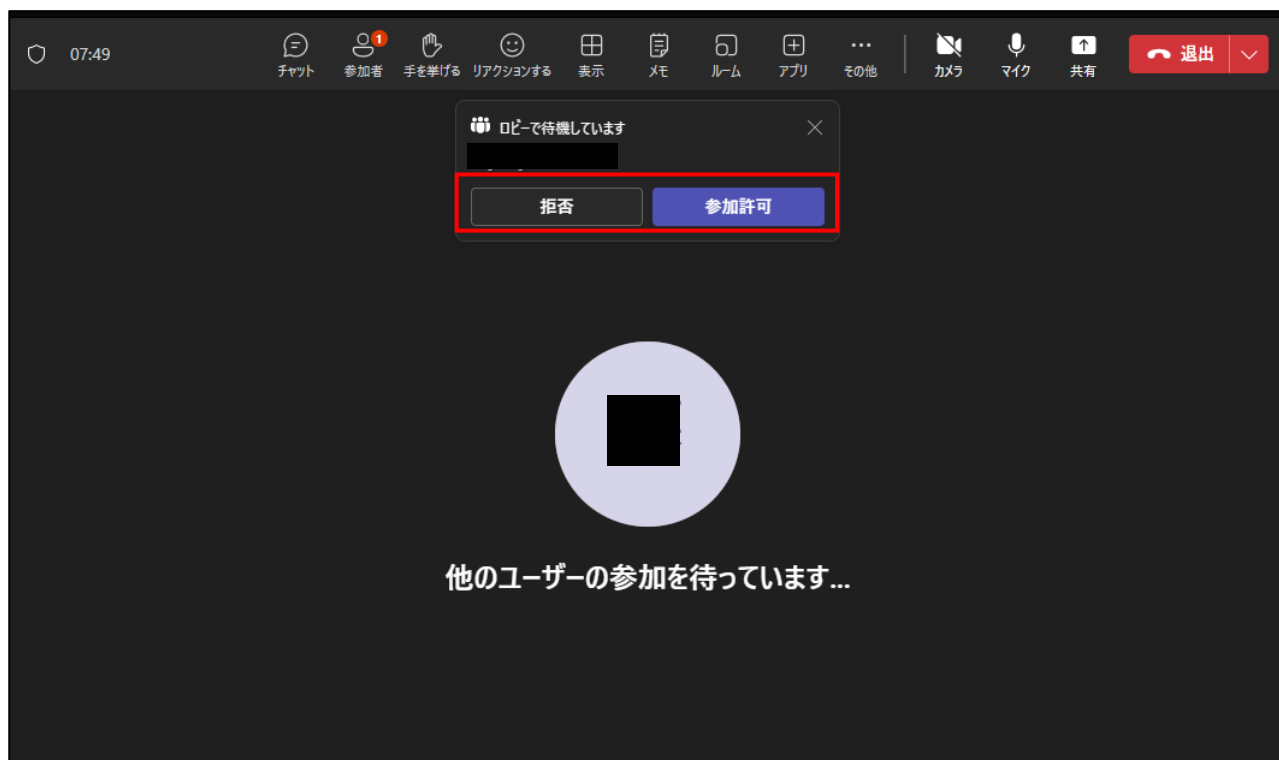 07:49
チャット 参加者 1 手を挙げる リアクションする 表示 メモ ルーム アプリ その他 カメラ マイク 共有 退出
ロビーで待機しています
拒否 参加許可
他のユーザーの参加を待っています...